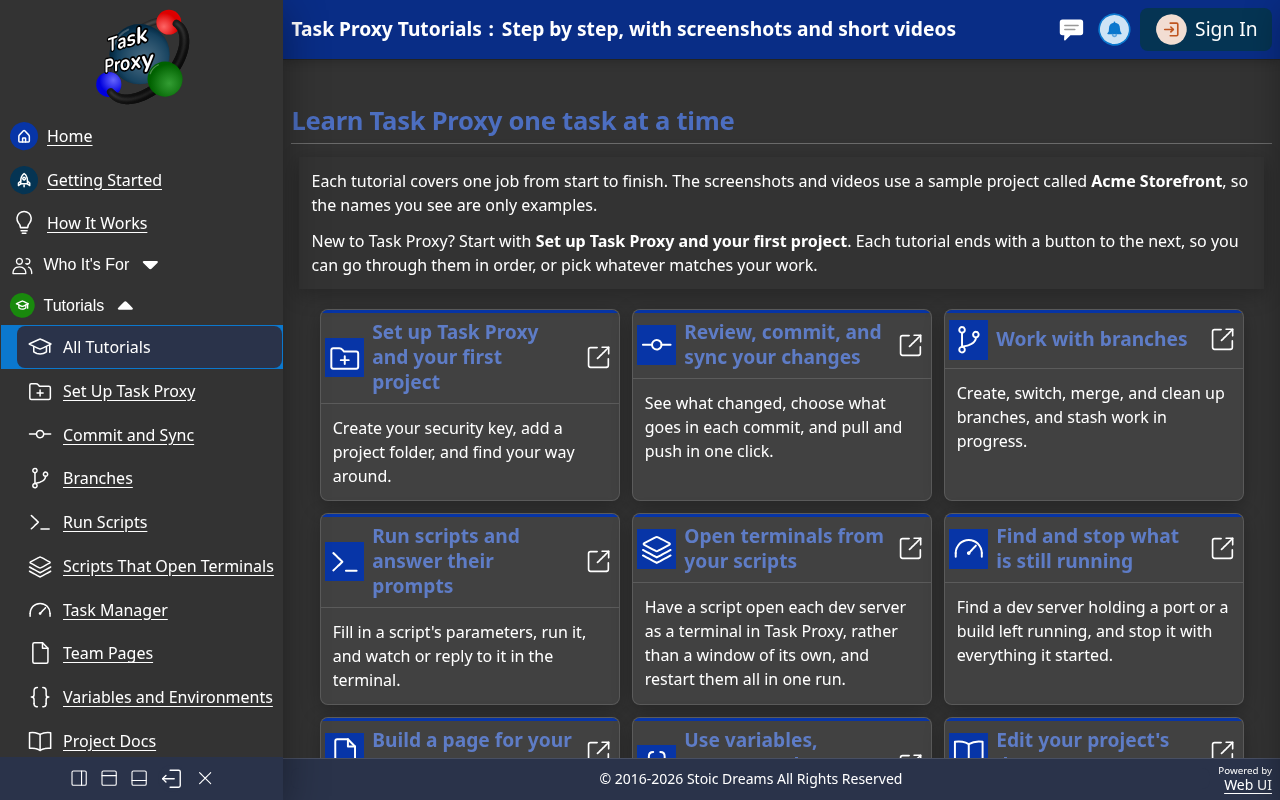 Task
Proxy
Home
Getting Started
How It Works
Who It's For
Tutorials
All Tutorials
Set Up Task Proxy
Commit and Sync
Branches
Run Scripts
Scripts That Open Terminals
Task Manager
Team Pages
Variables and Environments
Project Docs
Task Proxy Tutorials : Step by step, with screenshots and short videos
Sign In
Learn Task Proxy one task at a time
Each tutorial covers one job from start to finish. The screenshots and videos use a sample project called Acme Storefront, so
the names you see are only examples.
New to Task Proxy? Start with Set up Task Proxy and your first project. Each tutorial ends with a button to the next, so you
can go through them in order, or pick whatever matches your work.
Set up Task Proxy
and your first
project
Create your security key, add a
project folder, and find your way
around.
Review, commit, and
sync your changes
See what changed, choose what
goes in each commit, and pull and
push in one click.
Work with branches
Create, switch, merge, and clean up
branches, and stash work in
progress.
Run scripts and
answer their
prompts
Fill in a script's parameters, run it,
and watch or reply to it in the
terminal.
Open terminals from
your scripts
Have a script open each dev server
as a terminal in Task Proxy, rather
than a window of its own, and
restart them all in one run.
Find and stop what
is still running
Find a dev server holding a port or a
build left running, and stop it with
everything it started.
Build a page for your
Use variables,
Edit your project's
© 2016-2026 Stoic Dreams All Rights Reserved
Powered by
Web UI